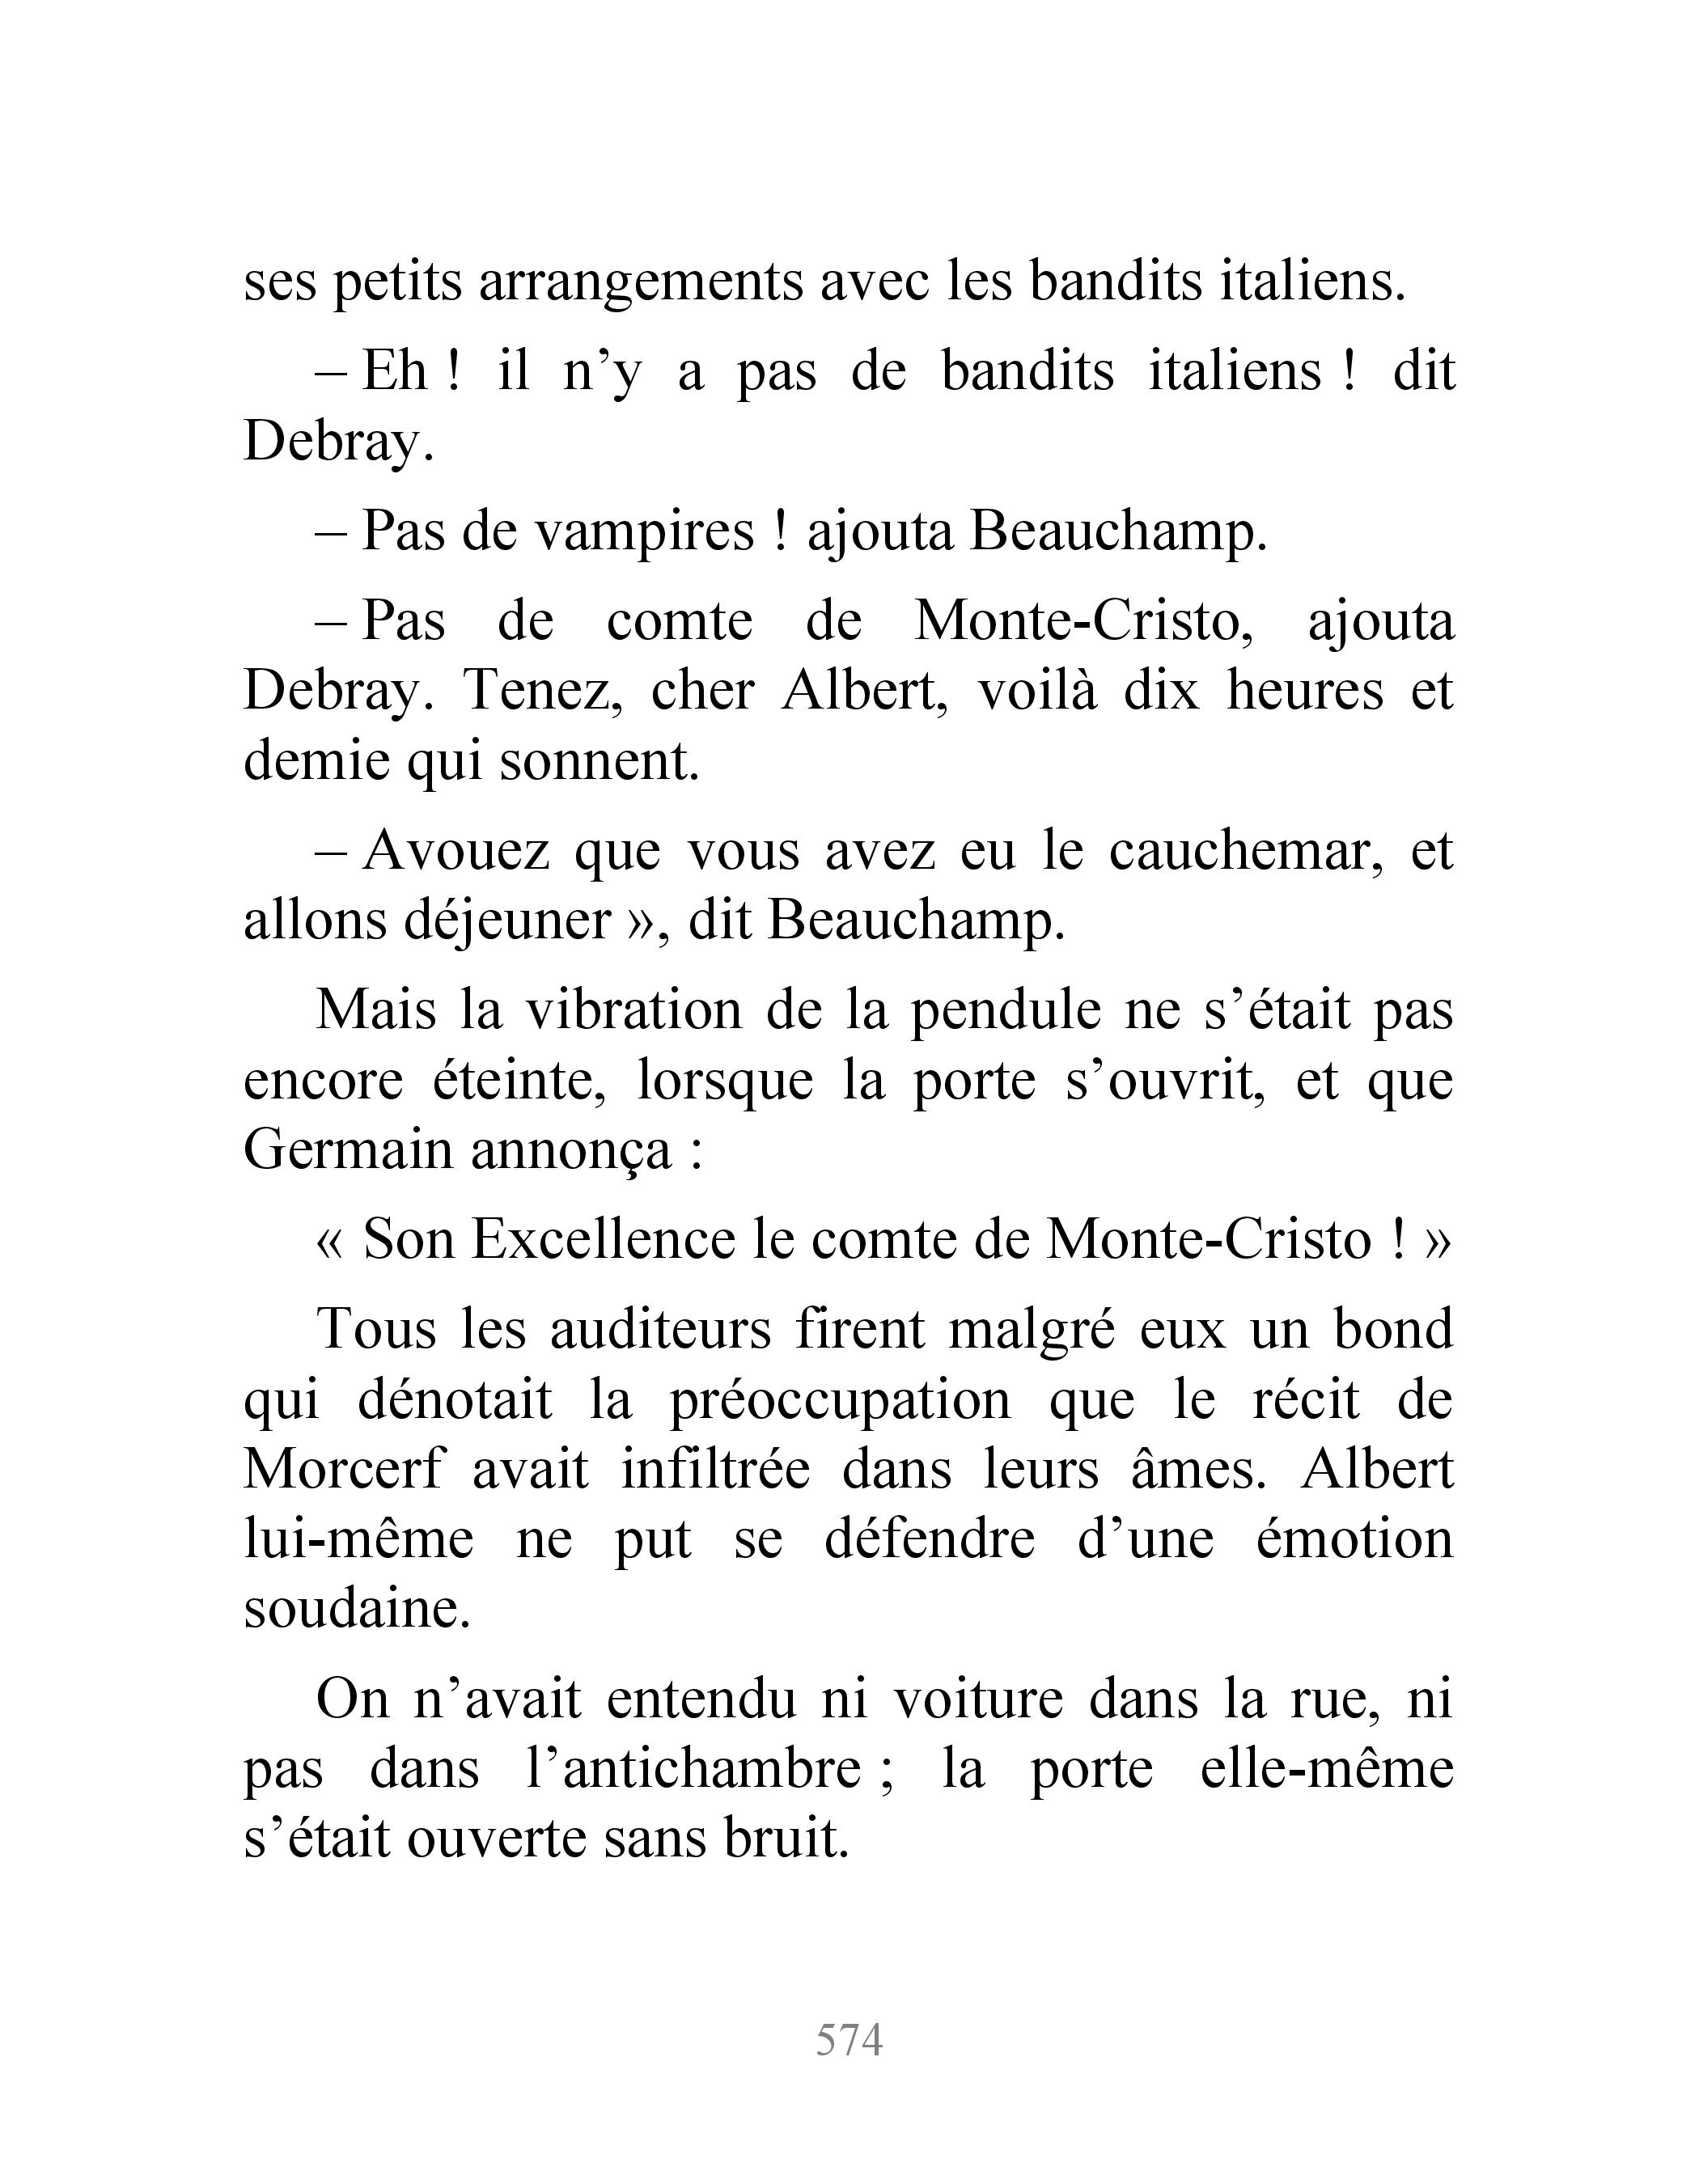 ses petits arrangements avec les bandits italiens.
– Eh ! il n’y a pas de bandits italiens ! dit
Debray.
– Pas de vampires ! ajouta Beauchamp.
– Pas de comte de Monte-Cristo, ajouta
Debray. Tenez, cher Albert, voilà dix heures et
demie qui sonnent.
– Avouez que vous avez eu le cauchemar, et
allons déjeuner », dit Beauchamp.
Mais la vibration de la pendule ne s’était pas
encore éteinte, lorsque la porte s’ouvrit, et que
Germain annonça :
« Son Excellence le comte de Monte-Cristo ! »
Tous les auditeurs firent malgré eux un bond
qui dénotait la préoccupation que le récit de
Morcerf avait infiltrée dans leurs âmes. Albert
lui-même ne put se défendre d’une émotion
soudaine.
On n’avait entendu ni voiture dans la rue, ni
pas dans l’antichambre ; la porte elle-même
s’était ouverte sans bruit.
574